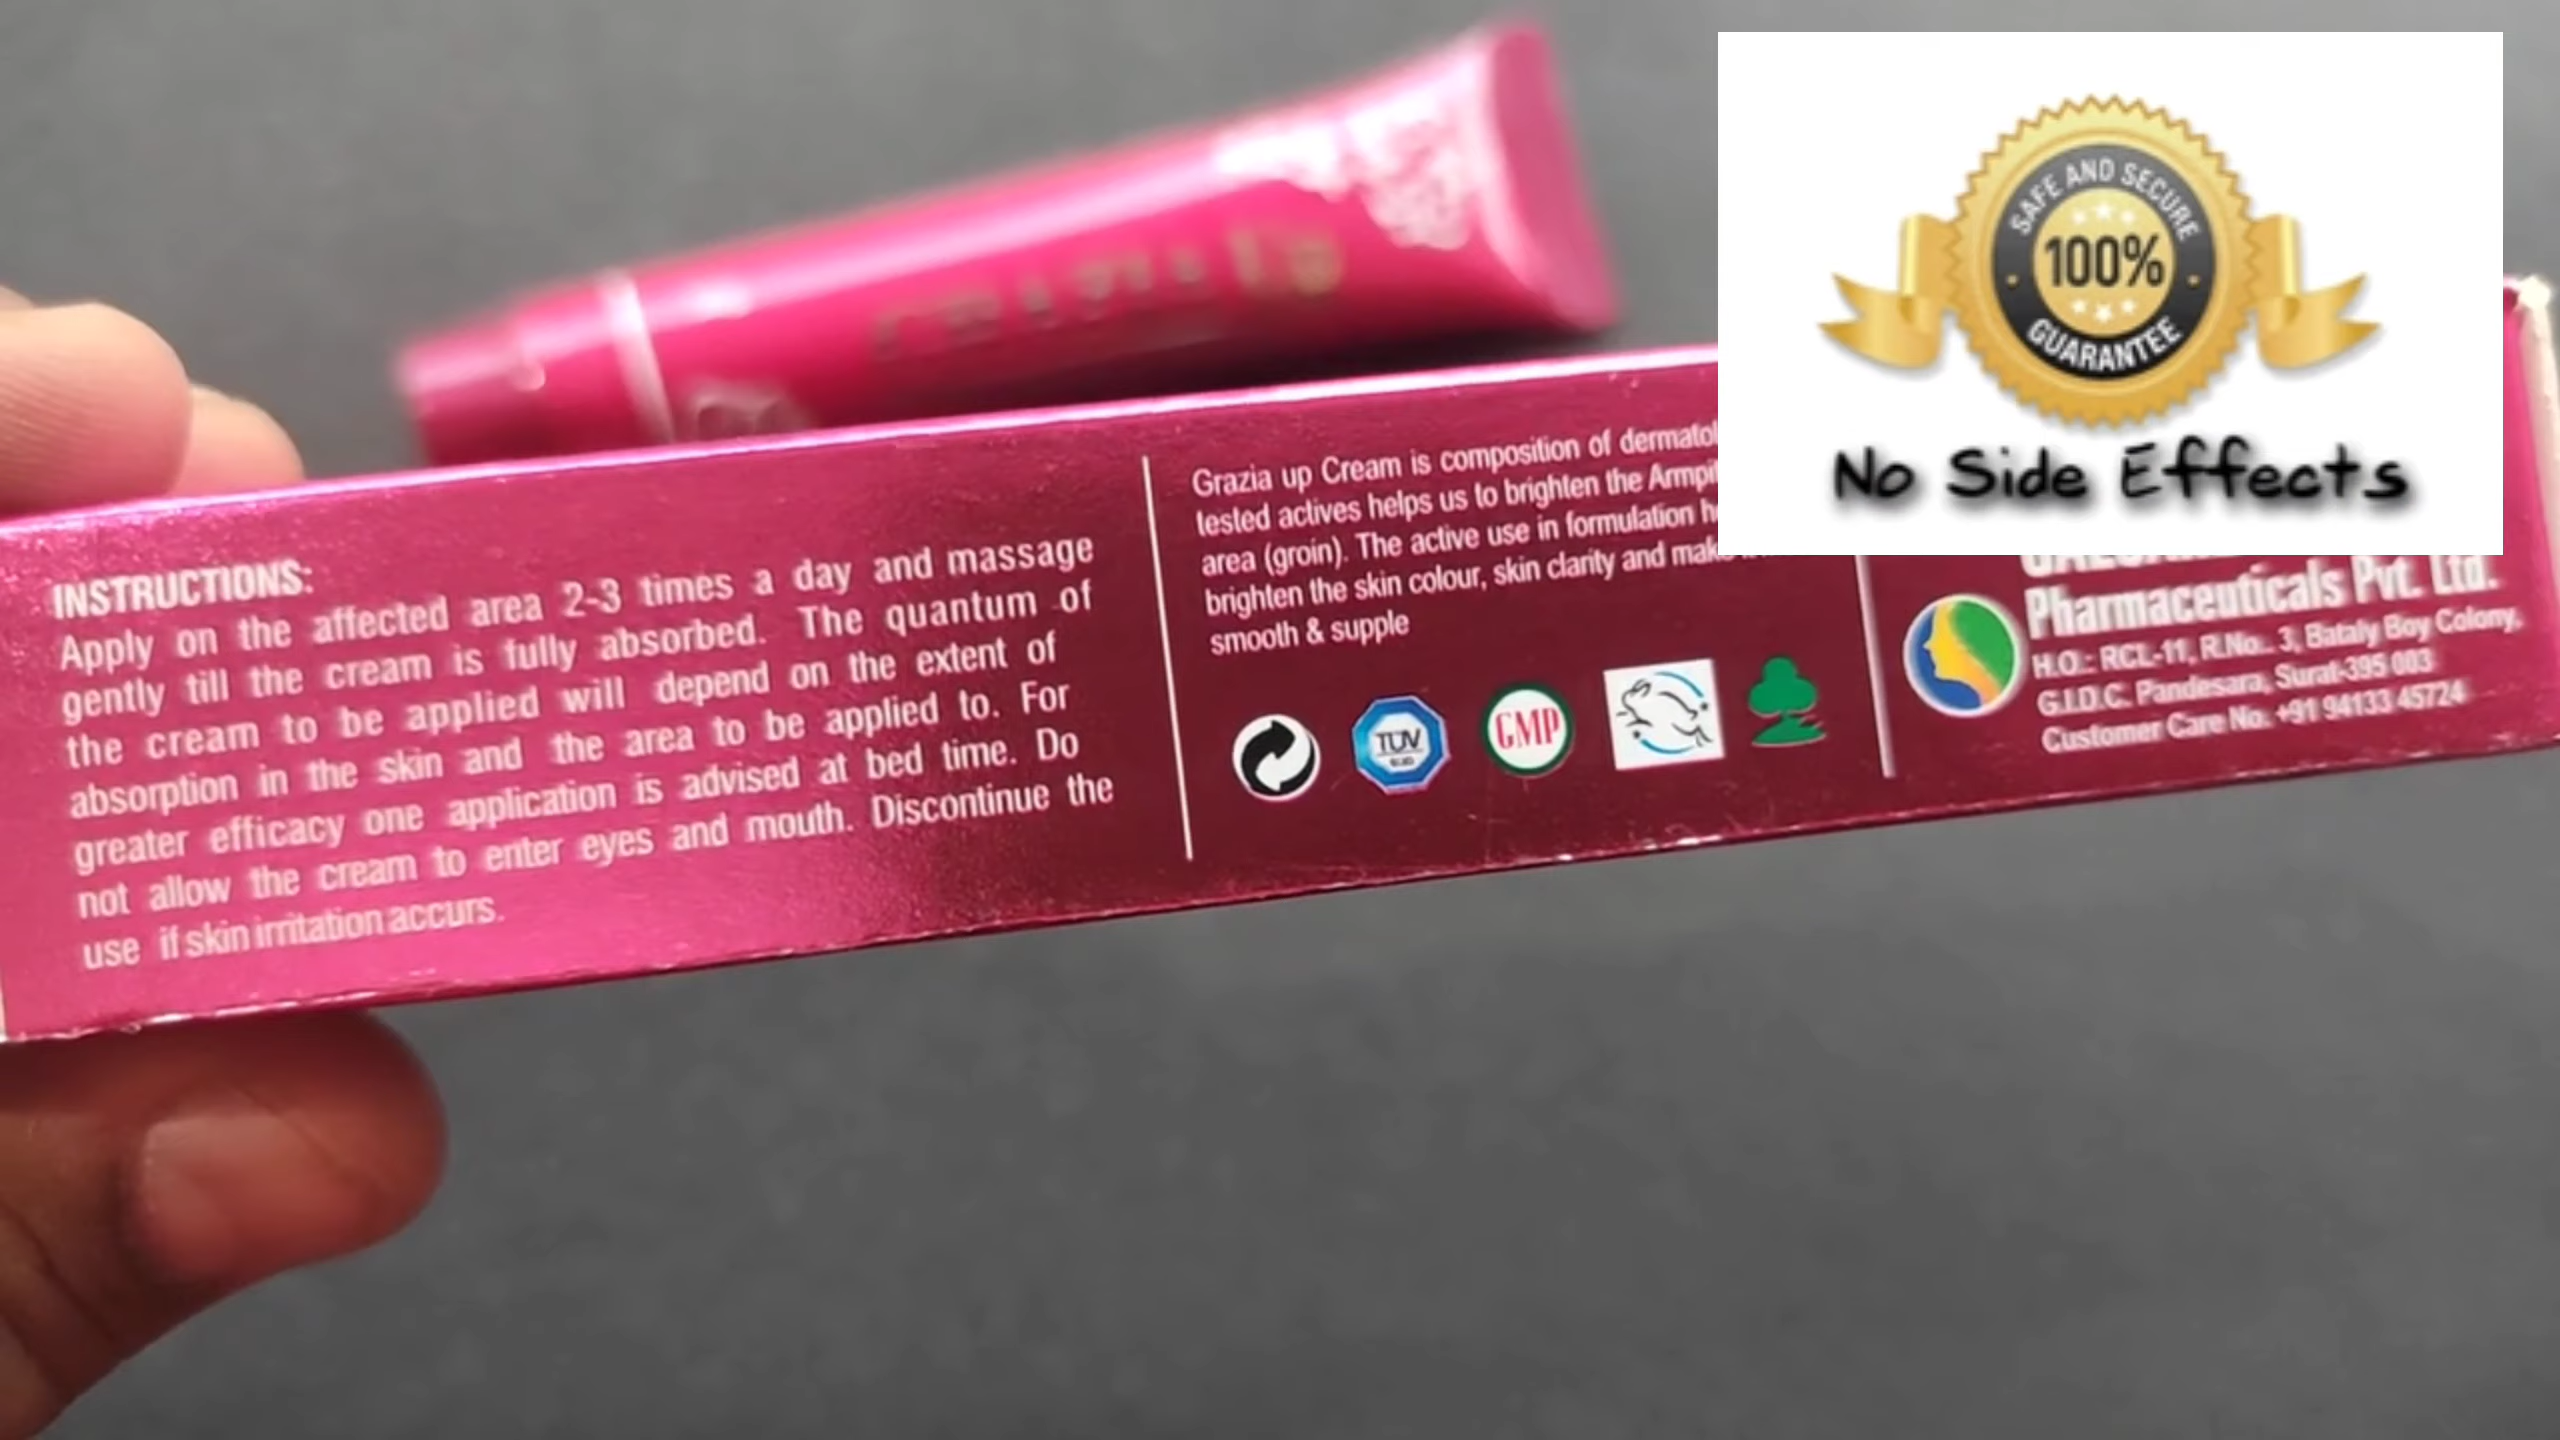 SAFE AND SECURE
100%
GUARANTEE
No Side Effects
INSTRUCTIONS:
Apply on the affected area 2-3 times a day and massage
gently till the cream is fully absorbed. The quantum of
the cream to be applied will depend on the extent of
absorption in the skin and the area to be applied to. For
greater efficacy one application is advised at bed time. Do
not allow the cream to enter eyes and mouth. Discontinue the
use if skin irritation accurs.
Grazia up Cream is composition of
tested actives helps us to brighten the
area (groin). The active use in formulation
brighten the skin colour, skin clarity and
smooth & supple
TUV
GMP
Pharmaceuticals Pvt. Ltd.
H.O.: RCL-11, R.No.. 3, Bataly Boy Colony,
G.I.D.C. Pandesara, Surat-395 003
Customer Care No. +91 94133 45724